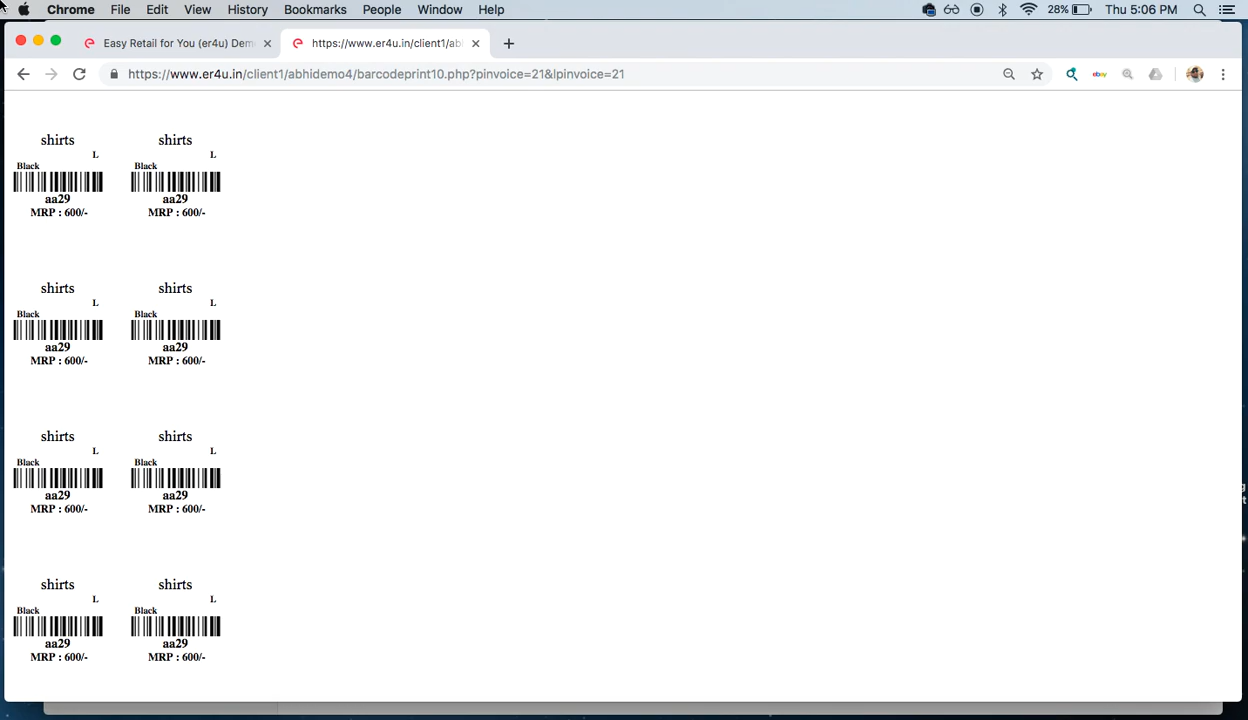 Chrome File Edit View History Bookmarks People Window Help 28% Thu 5:06 PM
Easy Retail for You (er4u) Dem https://www.er4u.in/client1/ab
https://www.er4u.in/client1/abhidemo4/barcodeprint10.php?pinvoice=21&lpinvoice=21 ebay
shirts shirts
L L
Black Black
aa29 aa29
MRP : 600/- MRP : 600/-
shirts shirts
L L
Black Black
aa29 aa29
MRP : 600/- MRP : 600/-
shirts shirts
L L
Black Black
aa29 aa29
MRP : 600/- MRP : 600/-
shirts shirts
L L
Black Black
aa29 aa29
MRP : 600/- MRP : 600/-